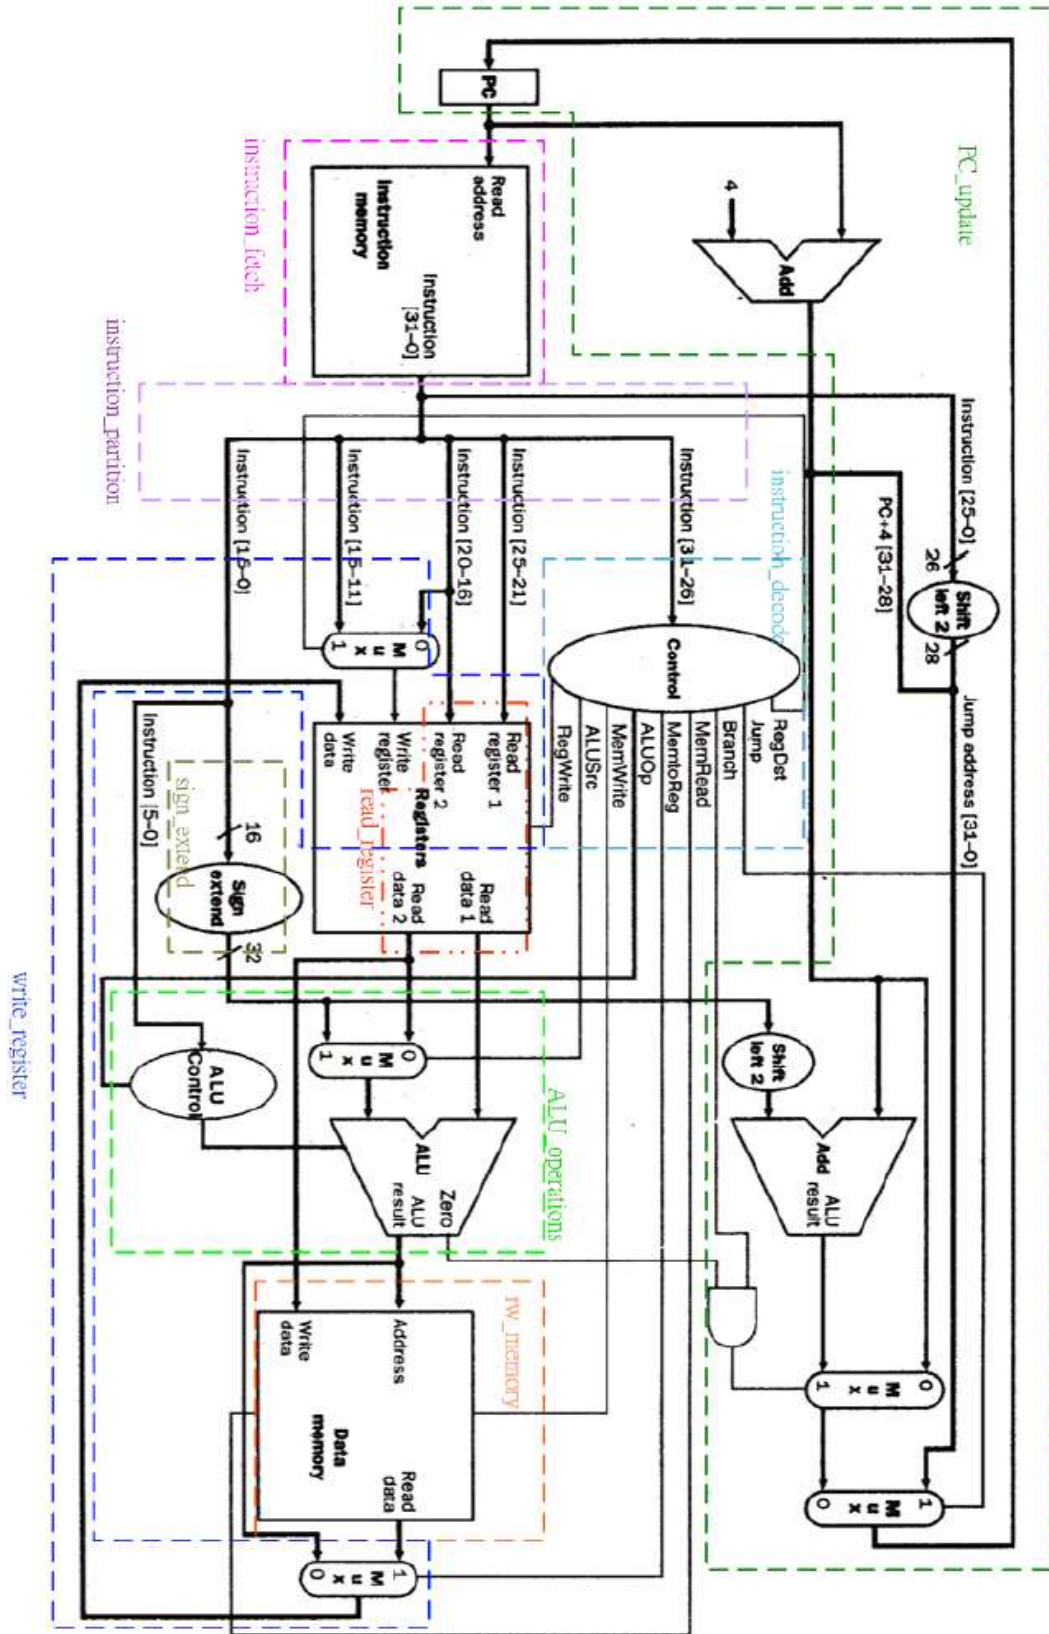 PC_update
PC
4
Add
Read
address
Instruction
memory
Instruction
[31–0]
instruction_fetch
instruction_partition
Instruction [25–0]
26
Shift
left 2
28
Jump address [31–0]
PC+4 [31–28]
instruction_decode
Instruction [31–26]
Instruction [25–21]
Instruction [20–16]
Instruction [15–11]
Instruction [15–0]
Control
RegDst
Jump
Branch
MemRead
MemtoReg
ALUOp
MemWrite
ALUSrc
RegWrite
0
M
u
x
1
Read
register 1
Read
register 2
Registers
Write
register
Write
data
Read
data 1
Read
data 2
read_register
Instruction [5–0]
16
Sign
extend
32
sign_extend
write_register
0
M
u
x
1
ALU
Control
ALU
Zero
ALU
result
ALU_operations
Shift
left 2
Add
ALU
result
0
M
u
x
1
1
M
u
x
0
rw_memory
Address
Write
data
Data
memory
Read
data
1
M
u
x
0